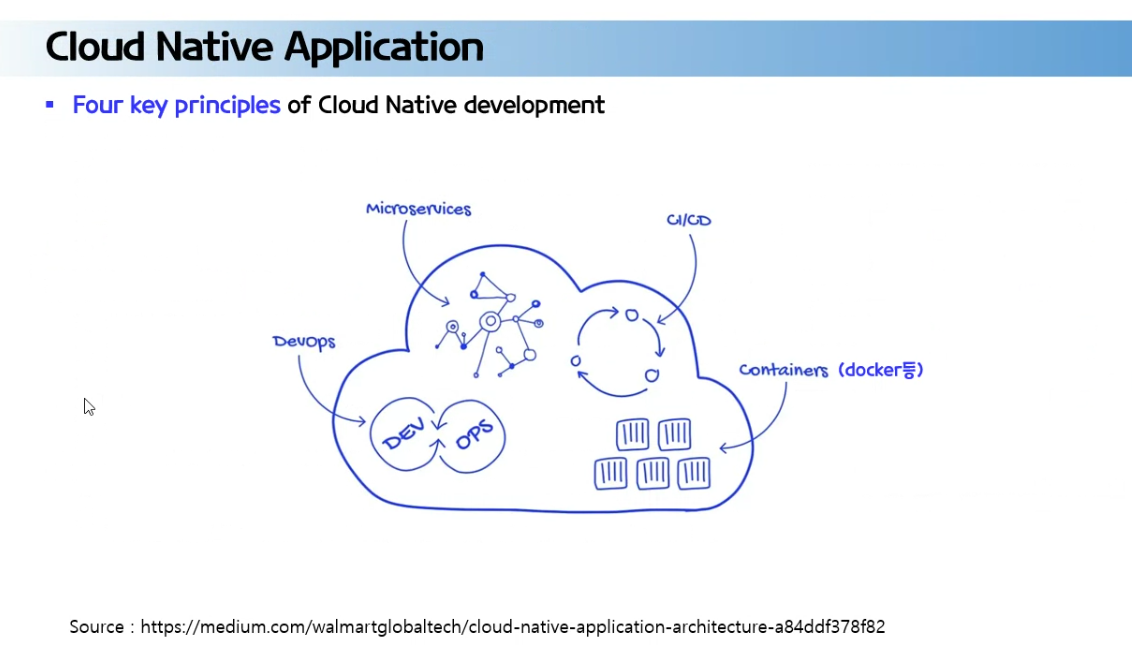 Cloud Native Application
▪ Four key principles of Cloud Native development
Microservices
CI/CD
Devops
Containers (docker등)
DEV
OPS
Source : https://medium.com/walmartglobaltech/cloud-native-application-architecture-a84ddf378f82